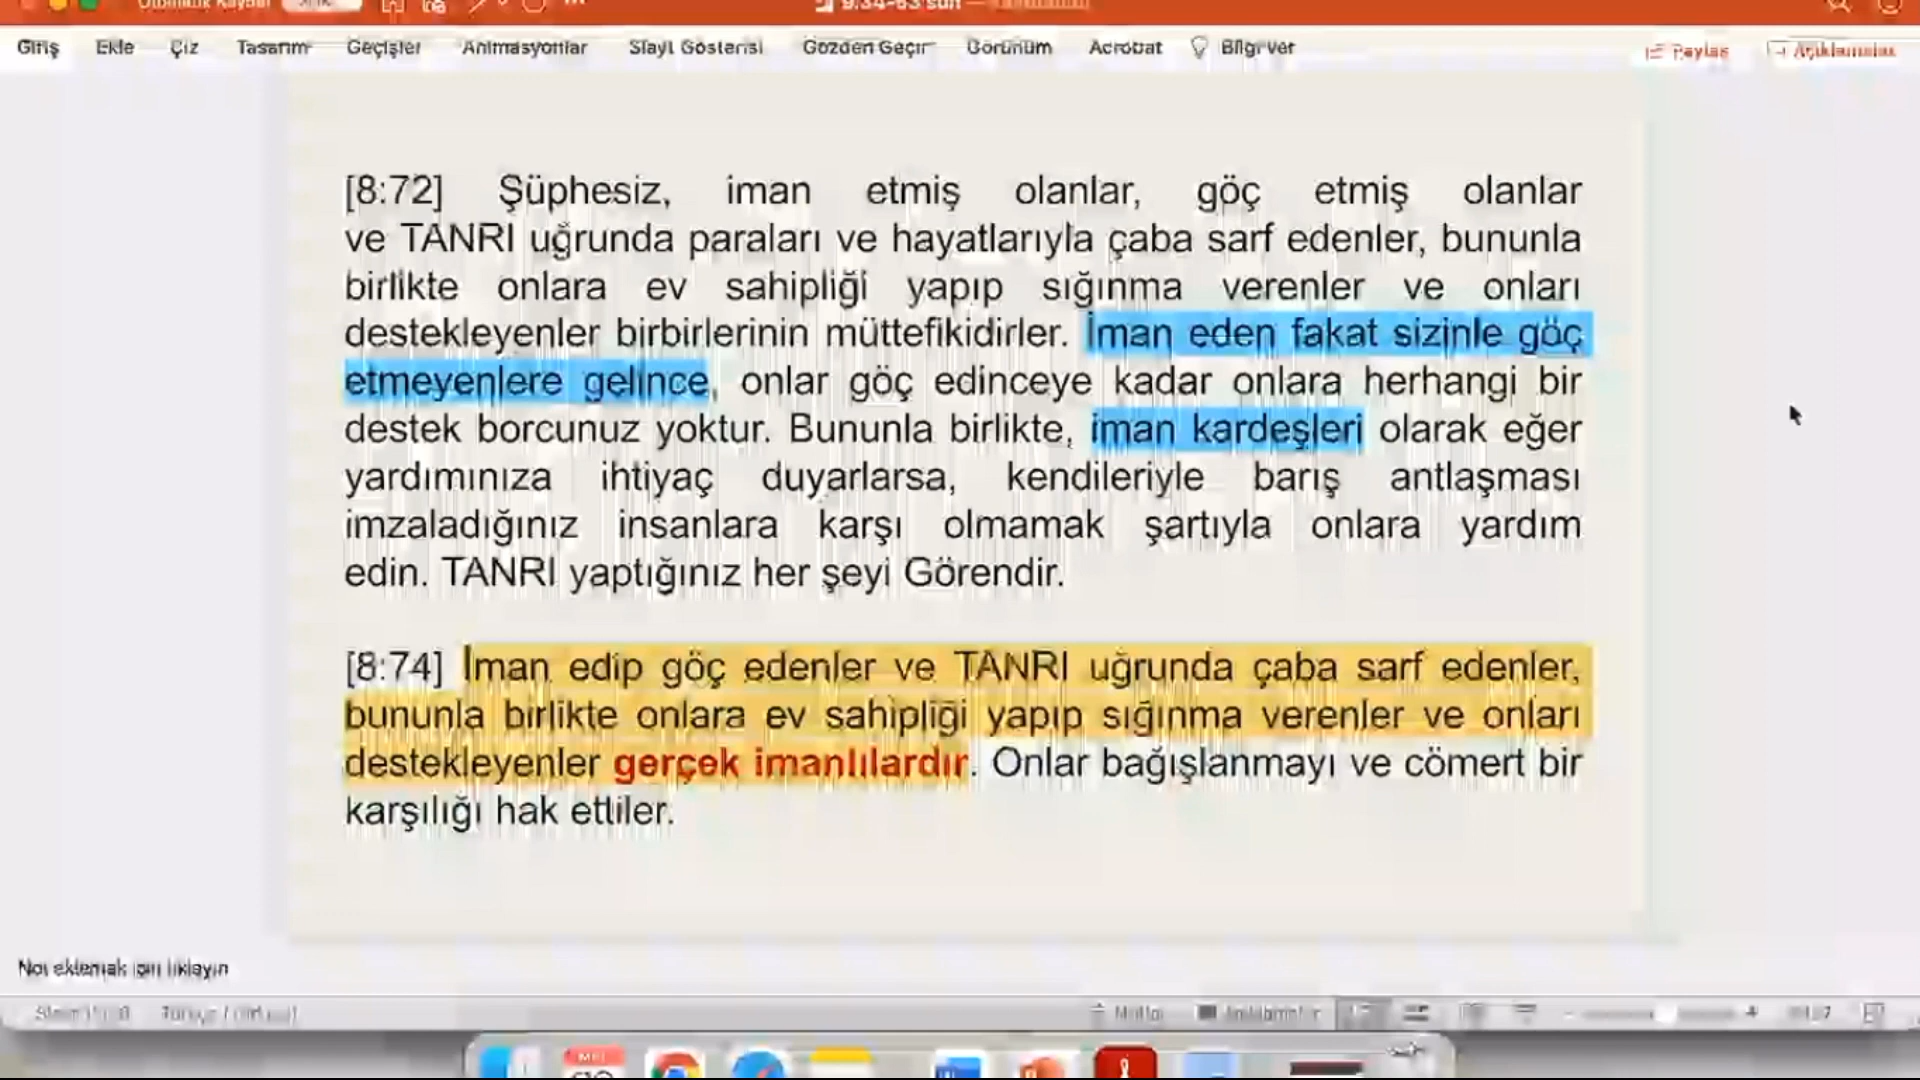 Giriş Ekle Çiz Tasarım Geçişler Animasyonlar Slayt Gösterisi Gözden Geçir Görünüm Acrobat Bilgi ver Paylaş Açıklamalar
[8:72] Şüphesiz, iman etmiş olanlar, göç etmiş olanlar
ve TANRI uğrunda paraları ve hayatlarıyla çaba sarf edenler, bununla
birlikte onlara ev sahipliği yapıp sığınma verenler ve onları
destekleyenler birbirlerinin müttefikidirler. İman eden fakat sizinle göç
etmeyenlere gelince, onlar göç edinceye kadar onlara herhangi bir
destek borcunuz yoktur. Bununla birlikte, iman kardeşleri olarak eğer
yardımınıza ihtiyaç duyarlarsa, kendileriyle barış antlaşması
imzaladığınız insanlara karşı olmamak şartıyla onlara yardım
edin. TANRI yaptığınız her şeyi Görendir.
[8:74] İman edip göç edenler ve TANRI uğrunda çaba sarf edenler,
bununla birlikte onlara ev sahipliği yapıp sığınma verenler ve onları
destekleyenler gerçek imanlılardır. Onlar bağışlanmayı ve cömert bir
karşılığı hak ettiler.
Not eklemek için tıklayın